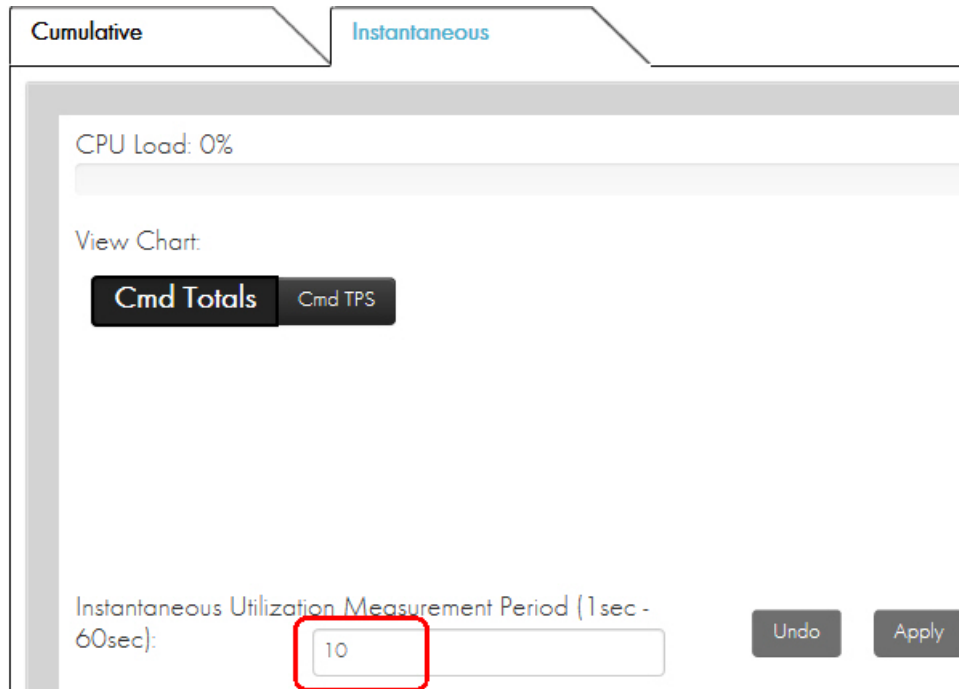 Cumulative
Instantaneous
CPU Load: 0%
View Chart:
Cmd Totals
Cmd TPS
Instantaneous Utilization Measurement Period (1sec -
60sec):
10
Undo
Apply